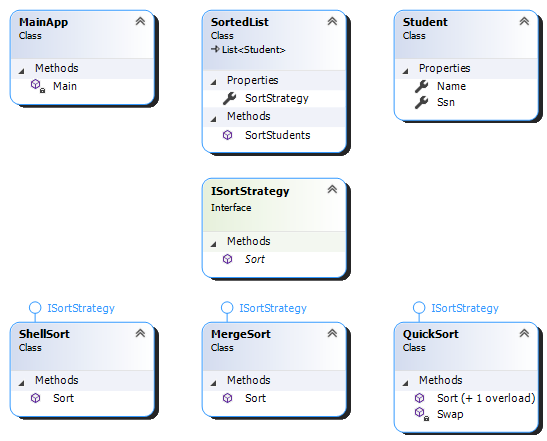 MainApp
Class
Methods
Main
SortedList
Class
List<Student>
Properties
SortStrategy
Methods
SortStudents
Student
Class
Properties
Name
Ssn
ISortStrategy
Interface
Methods
Sort
ISortStrategy
ShellSort
Class
Methods
Sort
ISortStrategy
MergeSort
Class
Methods
Sort
ISortStrategy
QuickSort
Class
Methods
Sort (+ 1 overload)
Swap